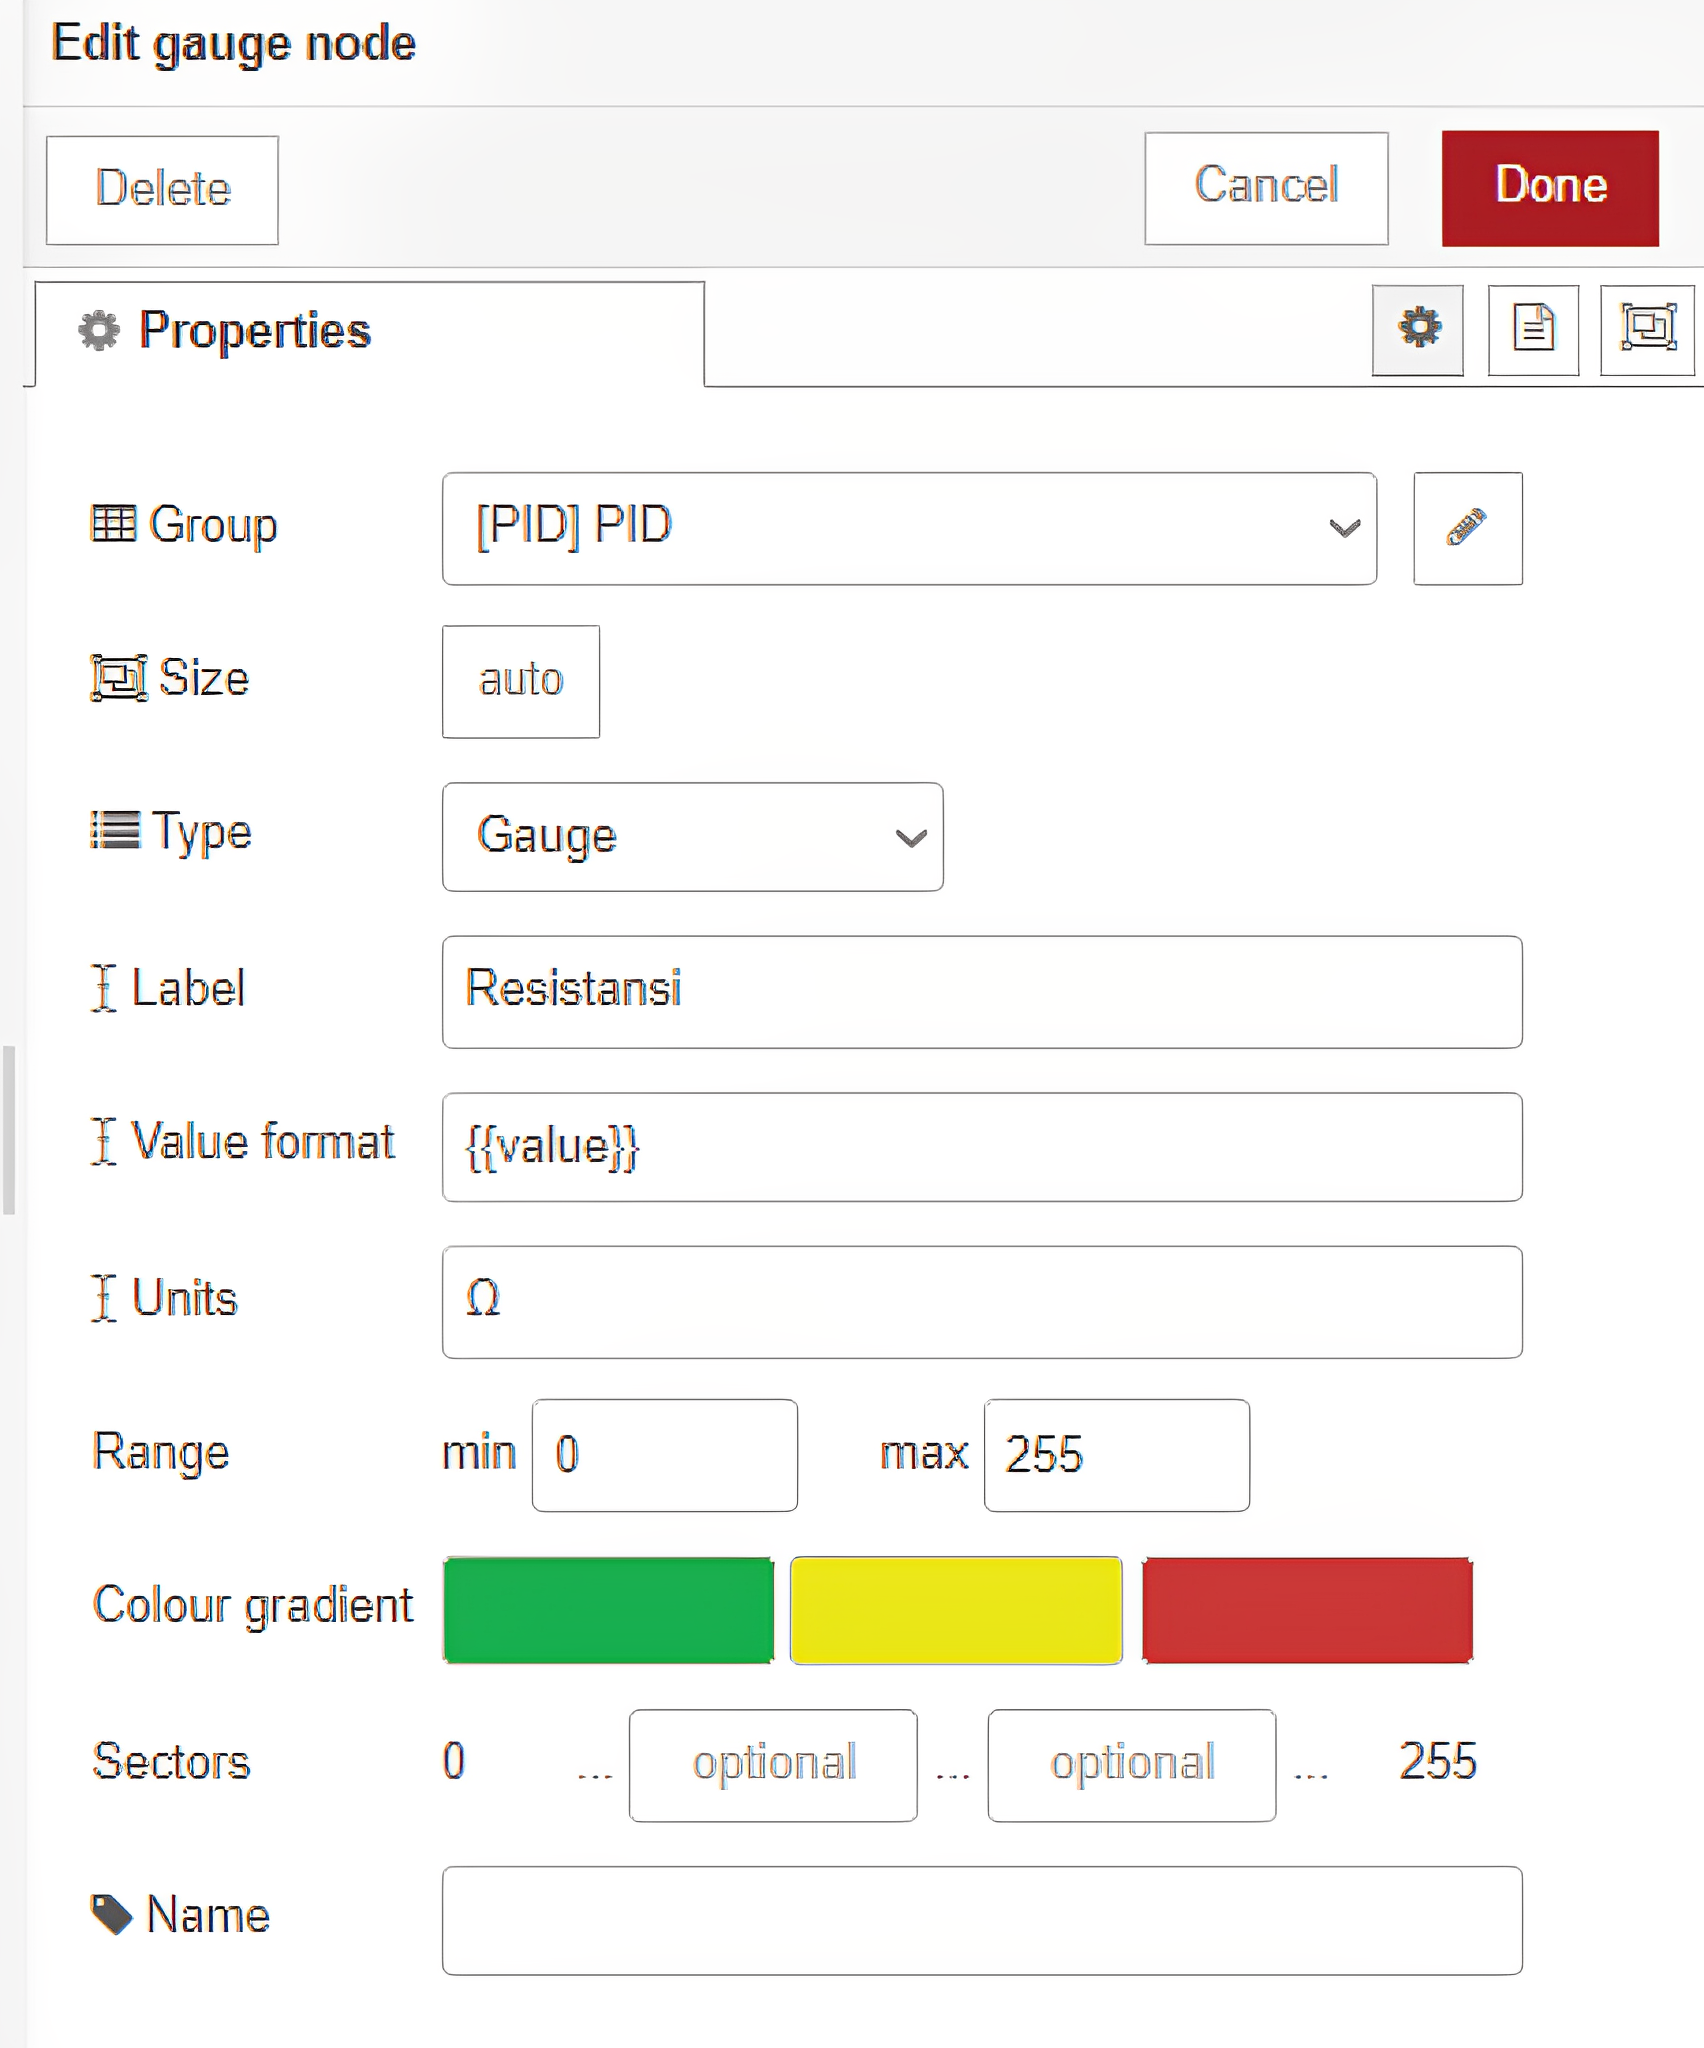 Edit gauge node
Delete Cancel Done
Properties
Group [PID] PID
Size auto
Type Gauge
Label Resistansi
Value format {{value}}
Units Ω
Range min 0 max 255
Colour gradient
Sectors 0 ... optional ... optional ... 255
Name